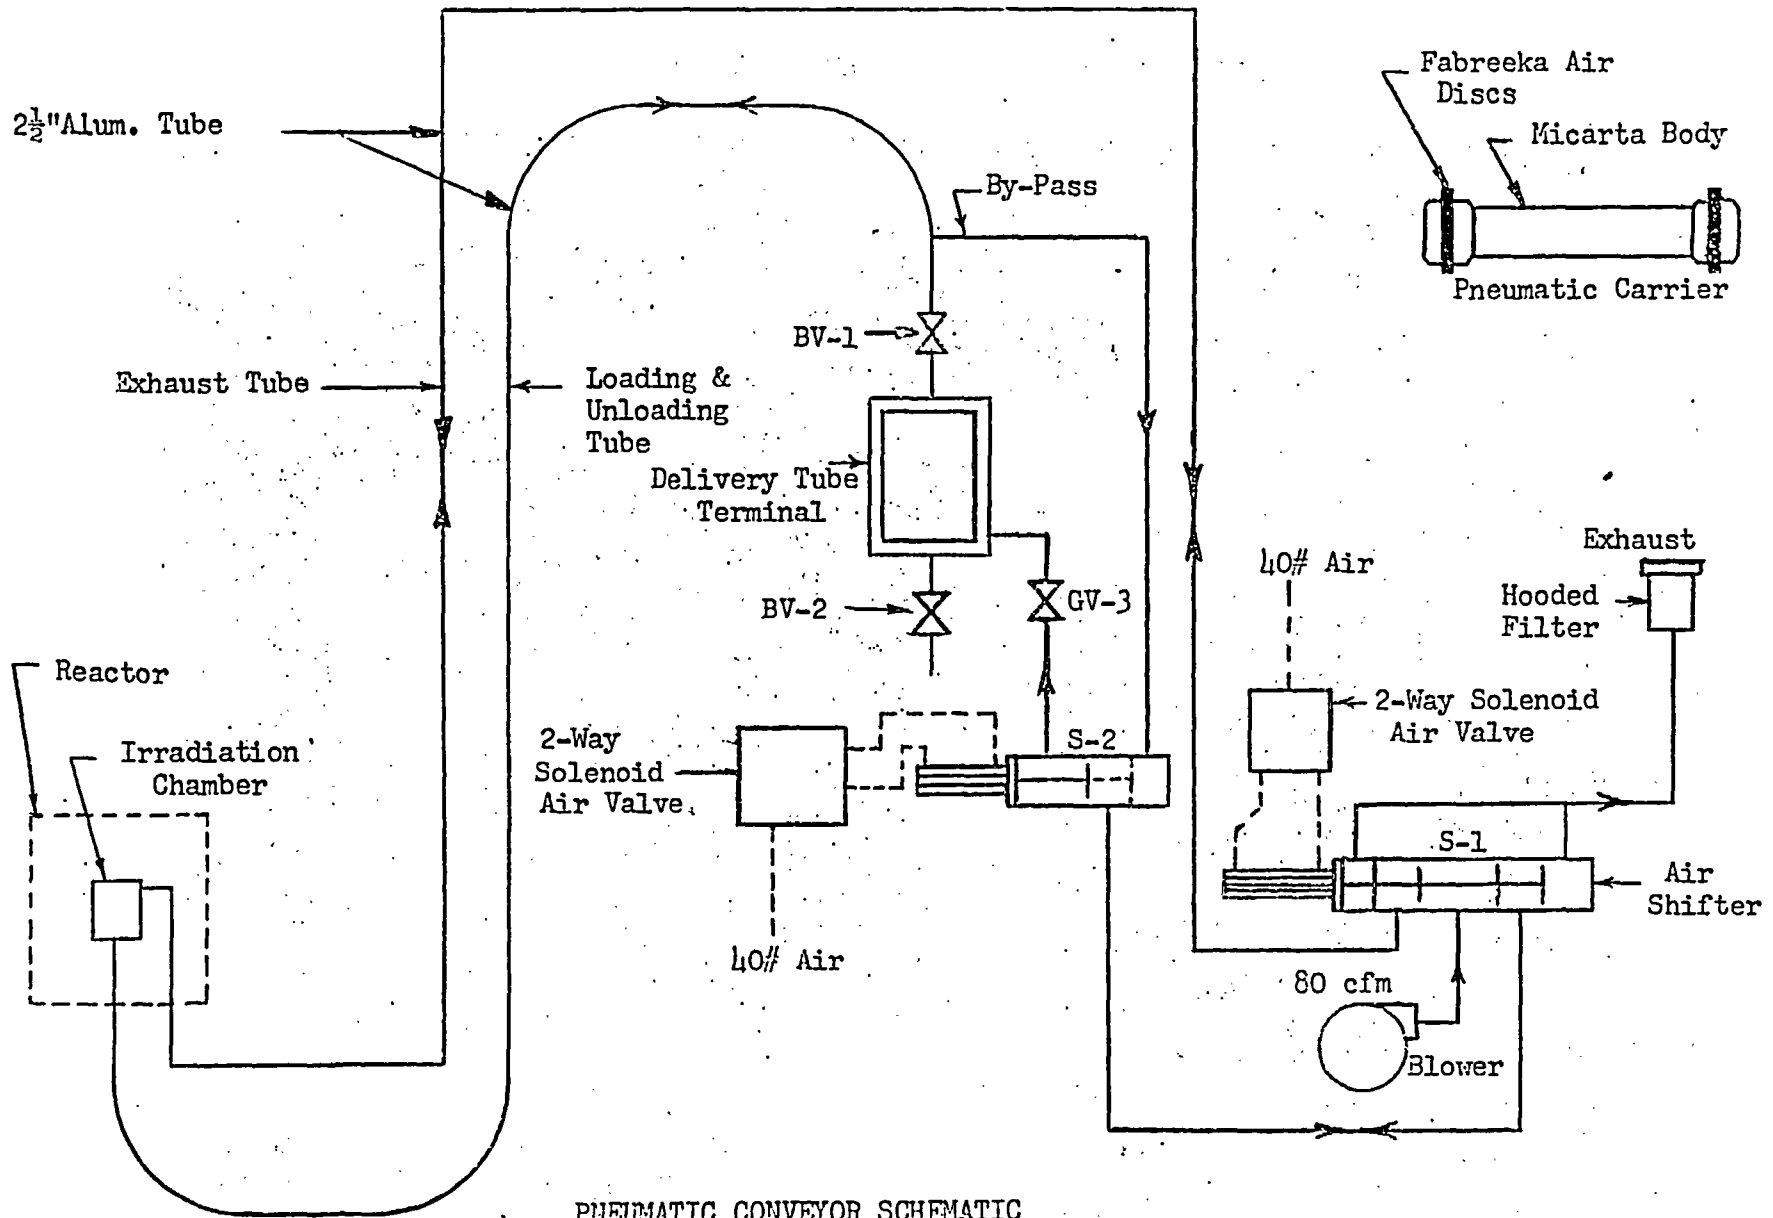 Fabreeka Air
Discs
2½"Alum. Tube
Micarta Body
By-Pass
Pneumatic Carrier
BV-1
Exhaust Tube
Loading &
Unloading
Tube
Delivery Tube
Terminal
Exhaust
40# Air
BV-2
GV-3
Hooded
Filter
Reactor
2-Way Solenoid
Air Valve
Irradiation
Chamber
2-Way
Solenoid
Air Valve
S-2
S-1
Air
Shifter
40# Air
80 cfm
Blower
PNEUMATIC CONVEYOR SCHEMATIC